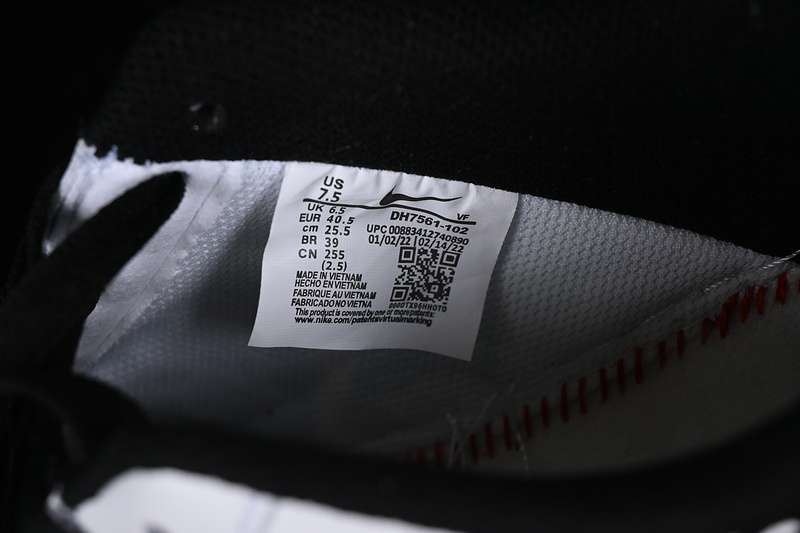 US
7.5
UK 6.5
EUR 40.5
cm 25.5
BR 39
CN 255
(2.5)
VF
DH7561-102
UPC 00883412740890
01/02/22 | 02/14/22
MADE IN VIETNAM
HECHO EN VIETNAM
FABRIQUE AU VIETNAM
FABRICADO NO VIETNA
This product is covered by one or more patents:
www.nike.com/patentsvirtualmarking